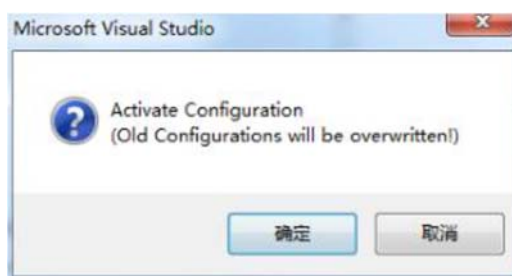 Microsoft Visual Studio
Activate Configuration
(Old Configurations will be overwritten!)
确定
取消